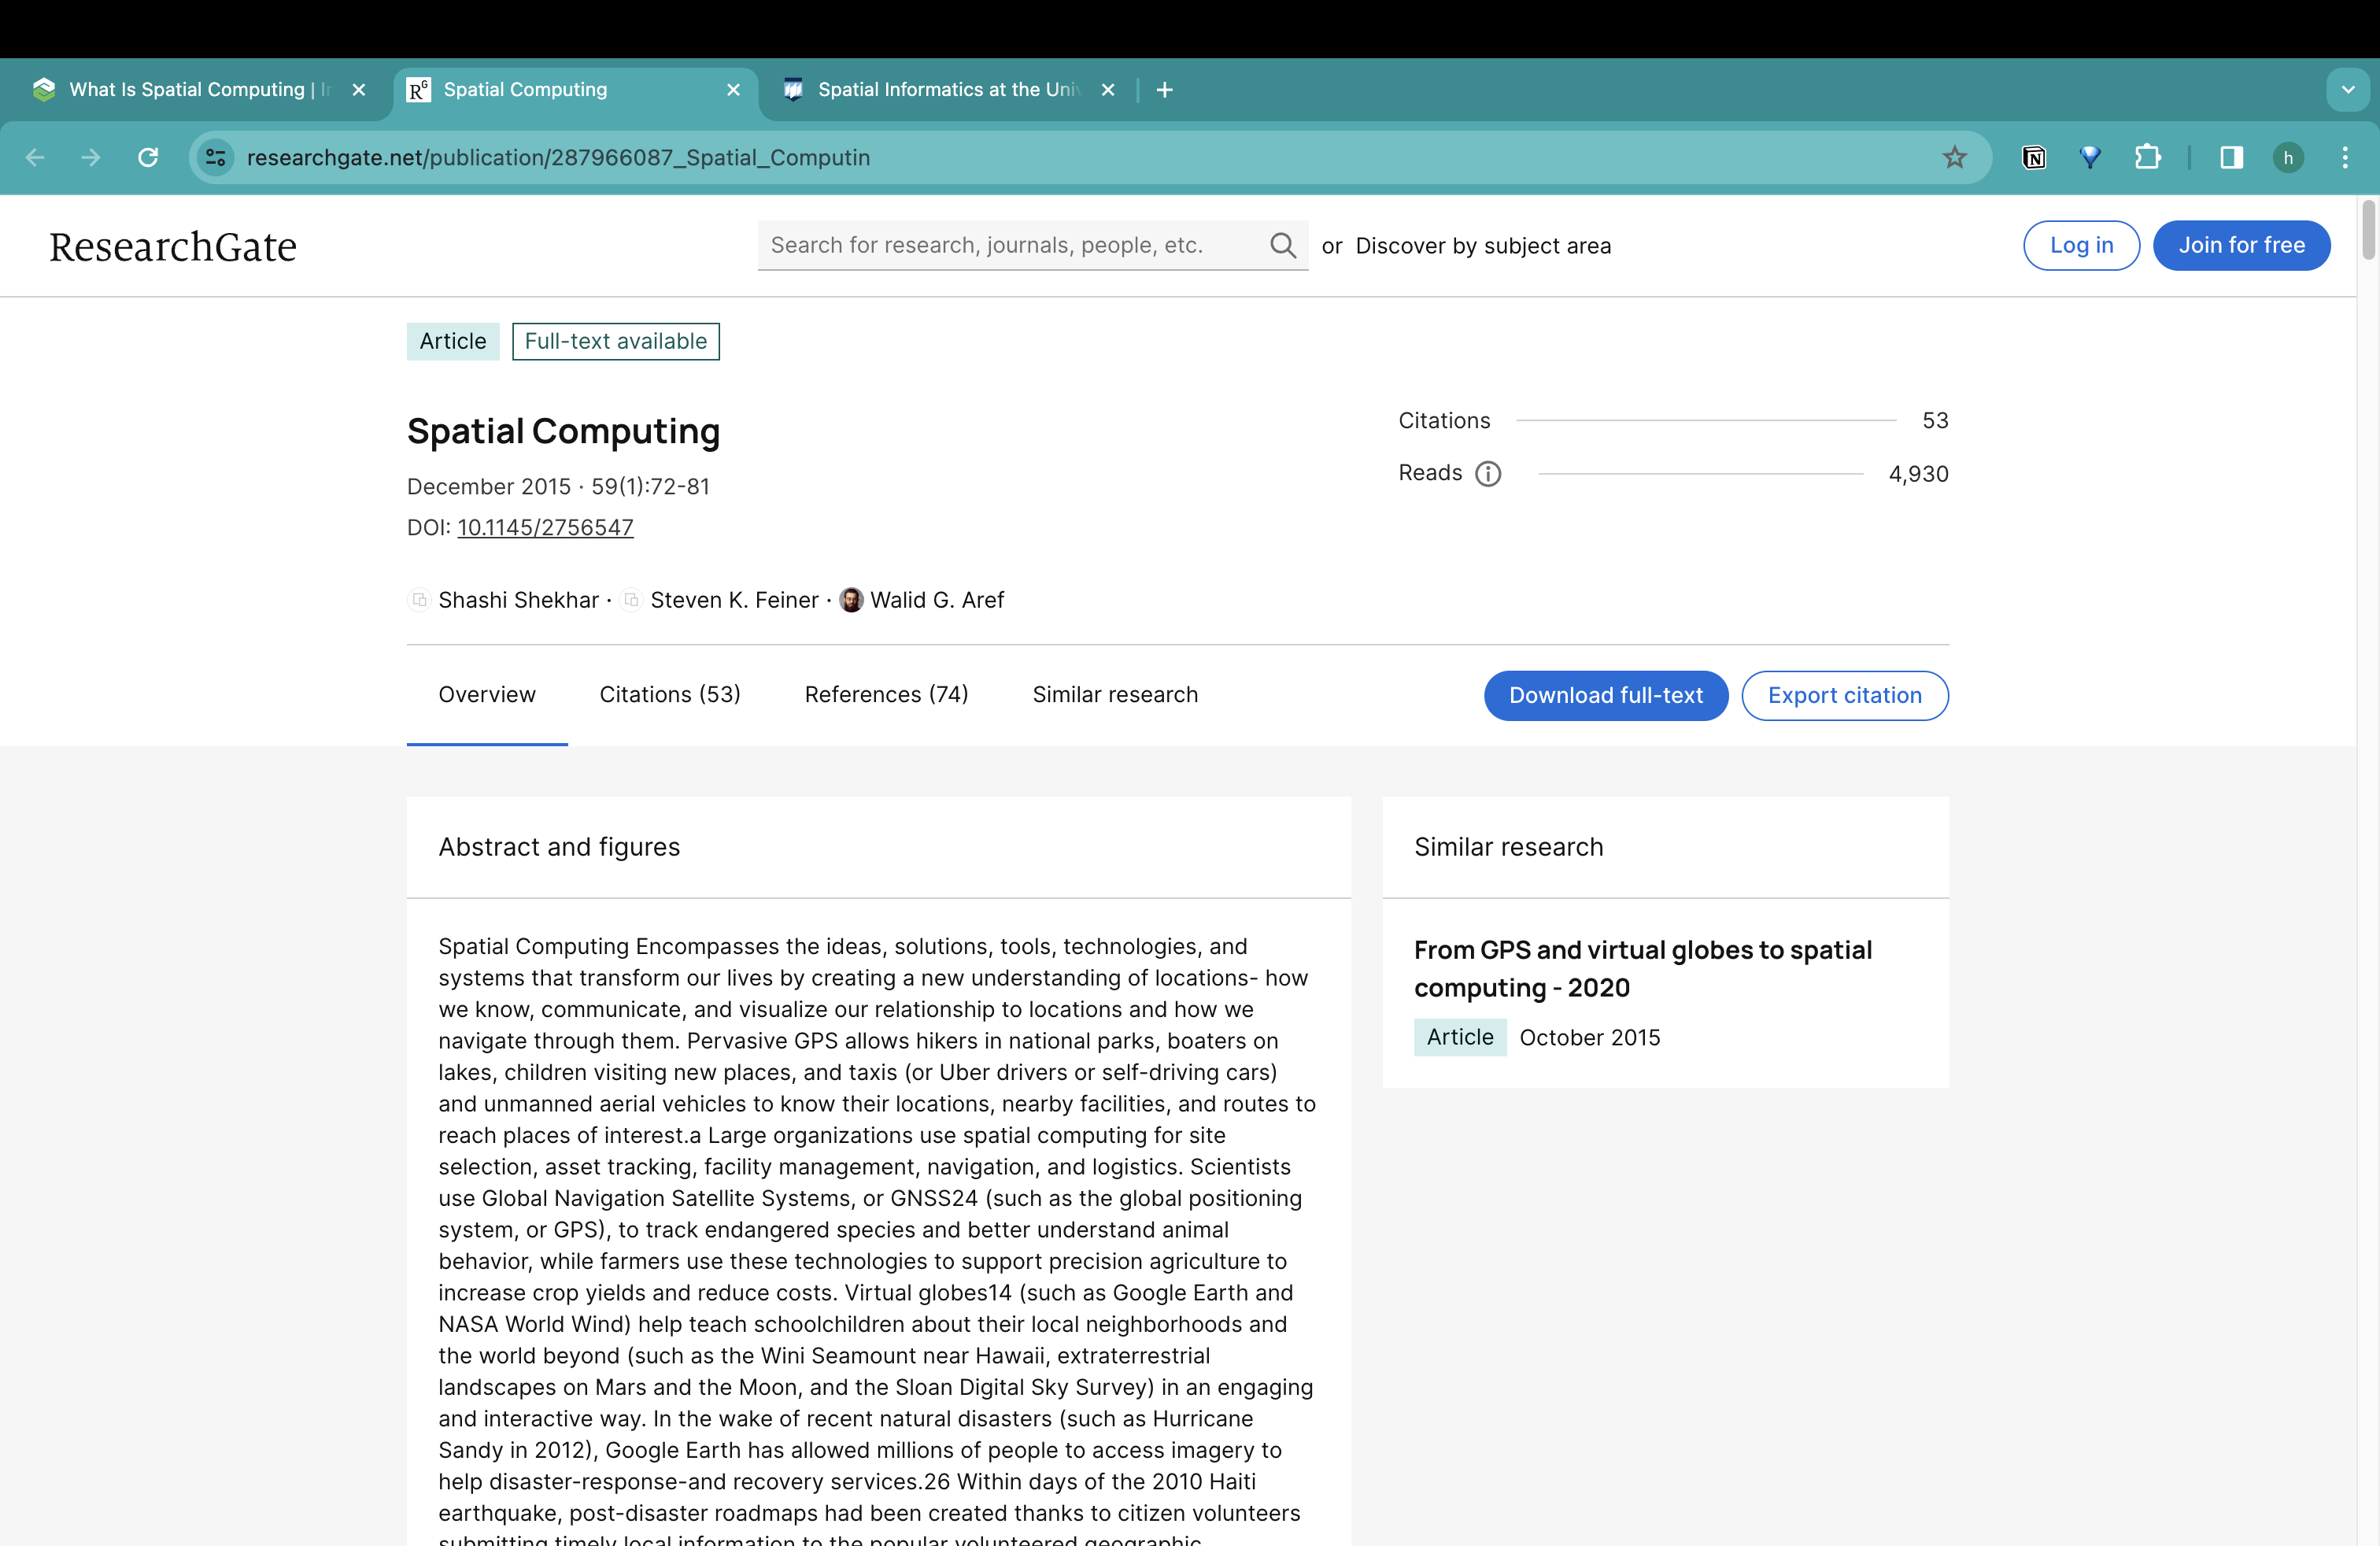 What Is Spatial Computing |
Spatial Computing
Spatial Informatics at the Uni
researchgate.net/publication/287966087_Spatial_Computin
h
ResearchGate
Search for research, journals, people, etc.
or Discover by subject area
Log in
Join for free
Article
Full-text available
Spatial Computing
Citations 53
December 2015 · 59(1):72-81
Reads 4,930
DOI: 10.1145/2756547
Shashi Shekhar · Steven K. Feiner · Walid G. Aref
Overview
Citations (53)
References (74)
Similar research
Download full-text
Export citation
Abstract and figures
Spatial Computing Encompasses the ideas, solutions, tools, technologies, and
systems that transform our lives by creating a new understanding of locations- how
we know, communicate, and visualize our relationship to locations and how we
navigate through them. Pervasive GPS allows hikers in national parks, boaters on
lakes, children visiting new places, and taxis (or Uber drivers or self-driving cars)
and unmanned aerial vehicles to know their locations, nearby facilities, and routes to
reach places of interest.a Large organizations use spatial computing for site
selection, asset tracking, facility management, navigation, and logistics. Scientists
use Global Navigation Satellite Systems, or GNSS24 (such as the global positioning
system, or GPS), to track endangered species and better understand animal
behavior, while farmers use these technologies to support precision agriculture to
increase crop yields and reduce costs. Virtual globes14 (such as Google Earth and
NASA World Wind) help teach schoolchildren about their local neighborhoods and
the world beyond (such as the Wini Seamount near Hawaii, extraterrestrial
landscapes on Mars and the Moon, and the Sloan Digital Sky Survey) in an engaging
and interactive way. In the wake of recent natural disasters (such as Hurricane
Sandy in 2012), Google Earth has allowed millions of people to access imagery to
help disaster-response-and recovery services.26 Within days of the 2010 Haiti
earthquake, post-disaster roadmaps had been created thanks to citizen volunteers
submitting timely local information to the popular volunteered geographic
Similar research
From GPS and virtual globes to spatial
computing - 2020
Article
October 2015